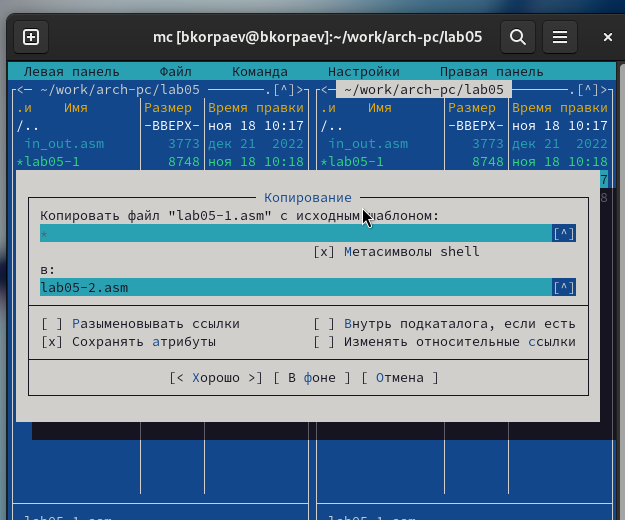 mc [bkorpaev@bkorpaev]:~/work/arch-pc/lab05
Левая панель Файл Команда Настройки Правая панель
<— ~/work/arch-pc/lab05 —.[^]> <— ~/work/arch-pc/lab05 —.[^]>
.и Имя Размер Время правки .и Имя Размер Время правки
/.. -ВВЕРХ- ноя 18 10:17 /.. -ВВЕРХ- ноя 18 10:17
in_out.asm 3773 дек 21 2022 in_out.asm 3773 дек 21 2022
*lab05-1 8748 ноя 18 10:18 *lab05-1 8748 ноя 18 10:18
7
8
Копирование
Копировать файл "lab05-1.asm" с исходным шаблоном:
* [^]
[x] Метасимволы shell
в:
lab05-2.asm [^]
[ ] Разыменовывать ссылки [ ] Внутрь подкаталога, если есть
[x] Сохранять атрибуты [ ] Изменять относительные ссылки
[< Хорошо >] [ В фоне ] [ Отмена ]
lab05-1.asm lab05-1.asm